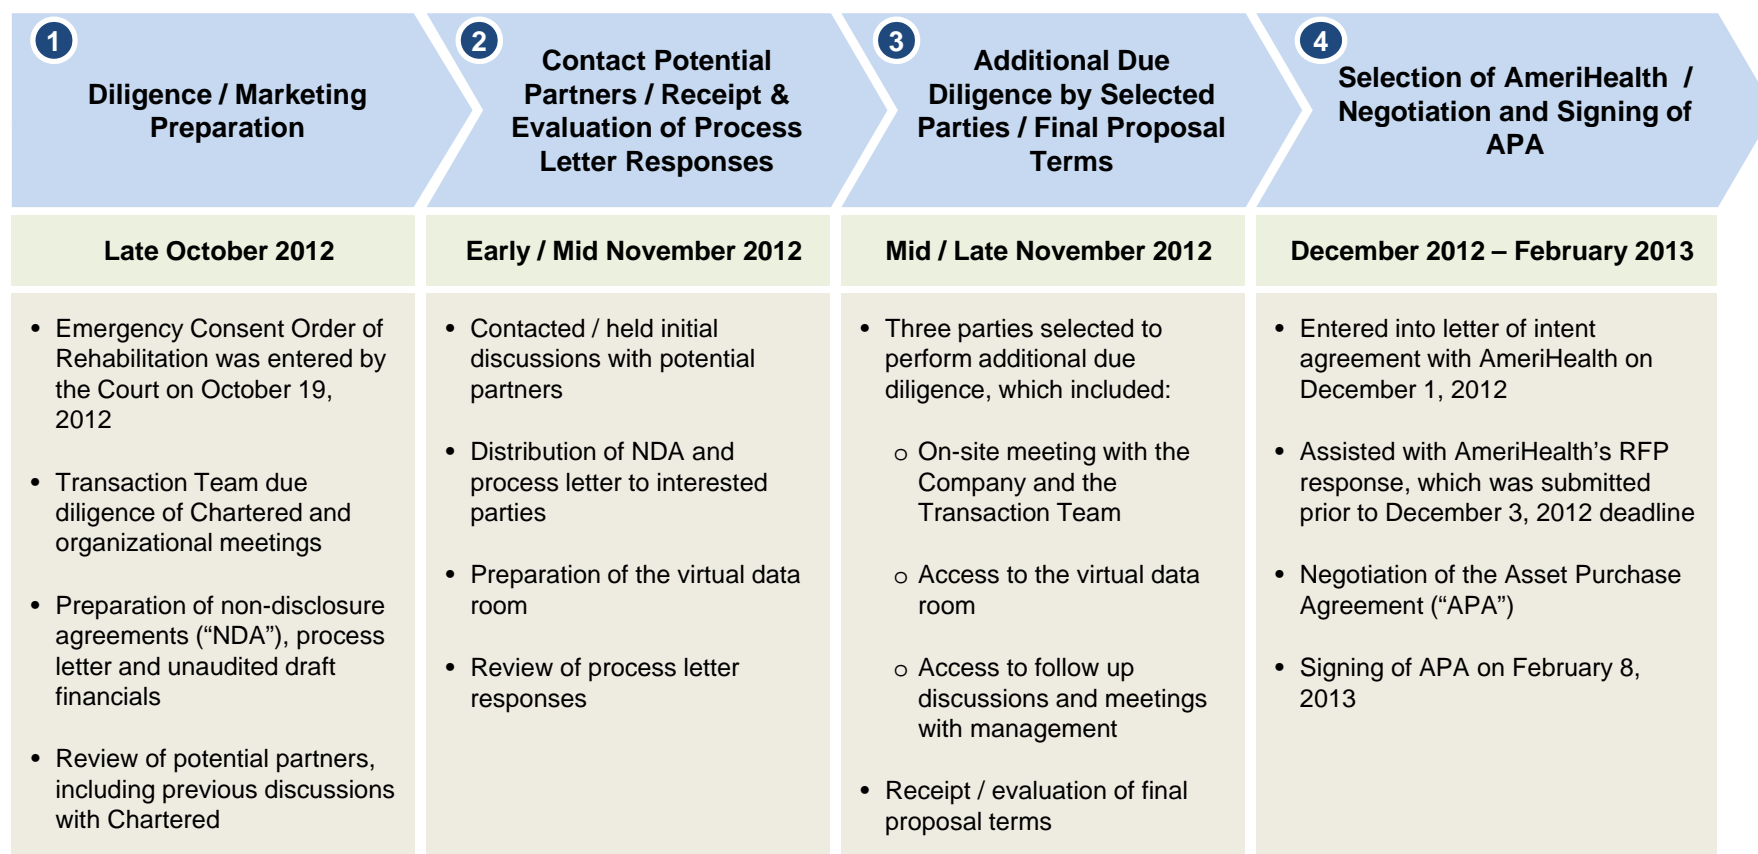 1
Diligence / Marketing
Preparation
2
Contact Potential
Partners / Receipt &
Evaluation of Process
Letter Responses
3
Additional Due
Diligence by Selected
Parties / Final Proposal
Terms
4
Selection of AmeriHealth /
Negotiation and Signing of
APA
Late October 2012
Early / Mid November 2012
Mid / Late November 2012
December 2012 – February 2013
• Emergency Consent Order of
Rehabilitation was entered by
the Court on October 19,
2012
• Transaction Team due
diligence of Chartered and
organizational meetings
• Preparation of non-disclosure
agreements (“NDA”), process
letter and unaudited draft
financials
• Review of potential partners,
including previous discussions
with Chartered
• Contacted / held initial
discussions with potential
partners
• Distribution of NDA and
process letter to interested
parties
• Preparation of the virtual data
room
• Review of process letter
responses
• Three parties selected to
perform additional due
diligence, which included:
o On-site meeting with the
Company and the
Transaction Team
o Access to the virtual data
room
o Access to follow up
discussions and meetings
with management
• Receipt / evaluation of final
proposal terms
• Entered into letter of intent
agreement with AmeriHealth on
December 1, 2012
• Assisted with AmeriHealth’s RFP
response, which was submitted
prior to December 3, 2012 deadline
• Negotiation of the Asset Purchase
Agreement (“APA”)
• Signing of APA on February 8,
2013